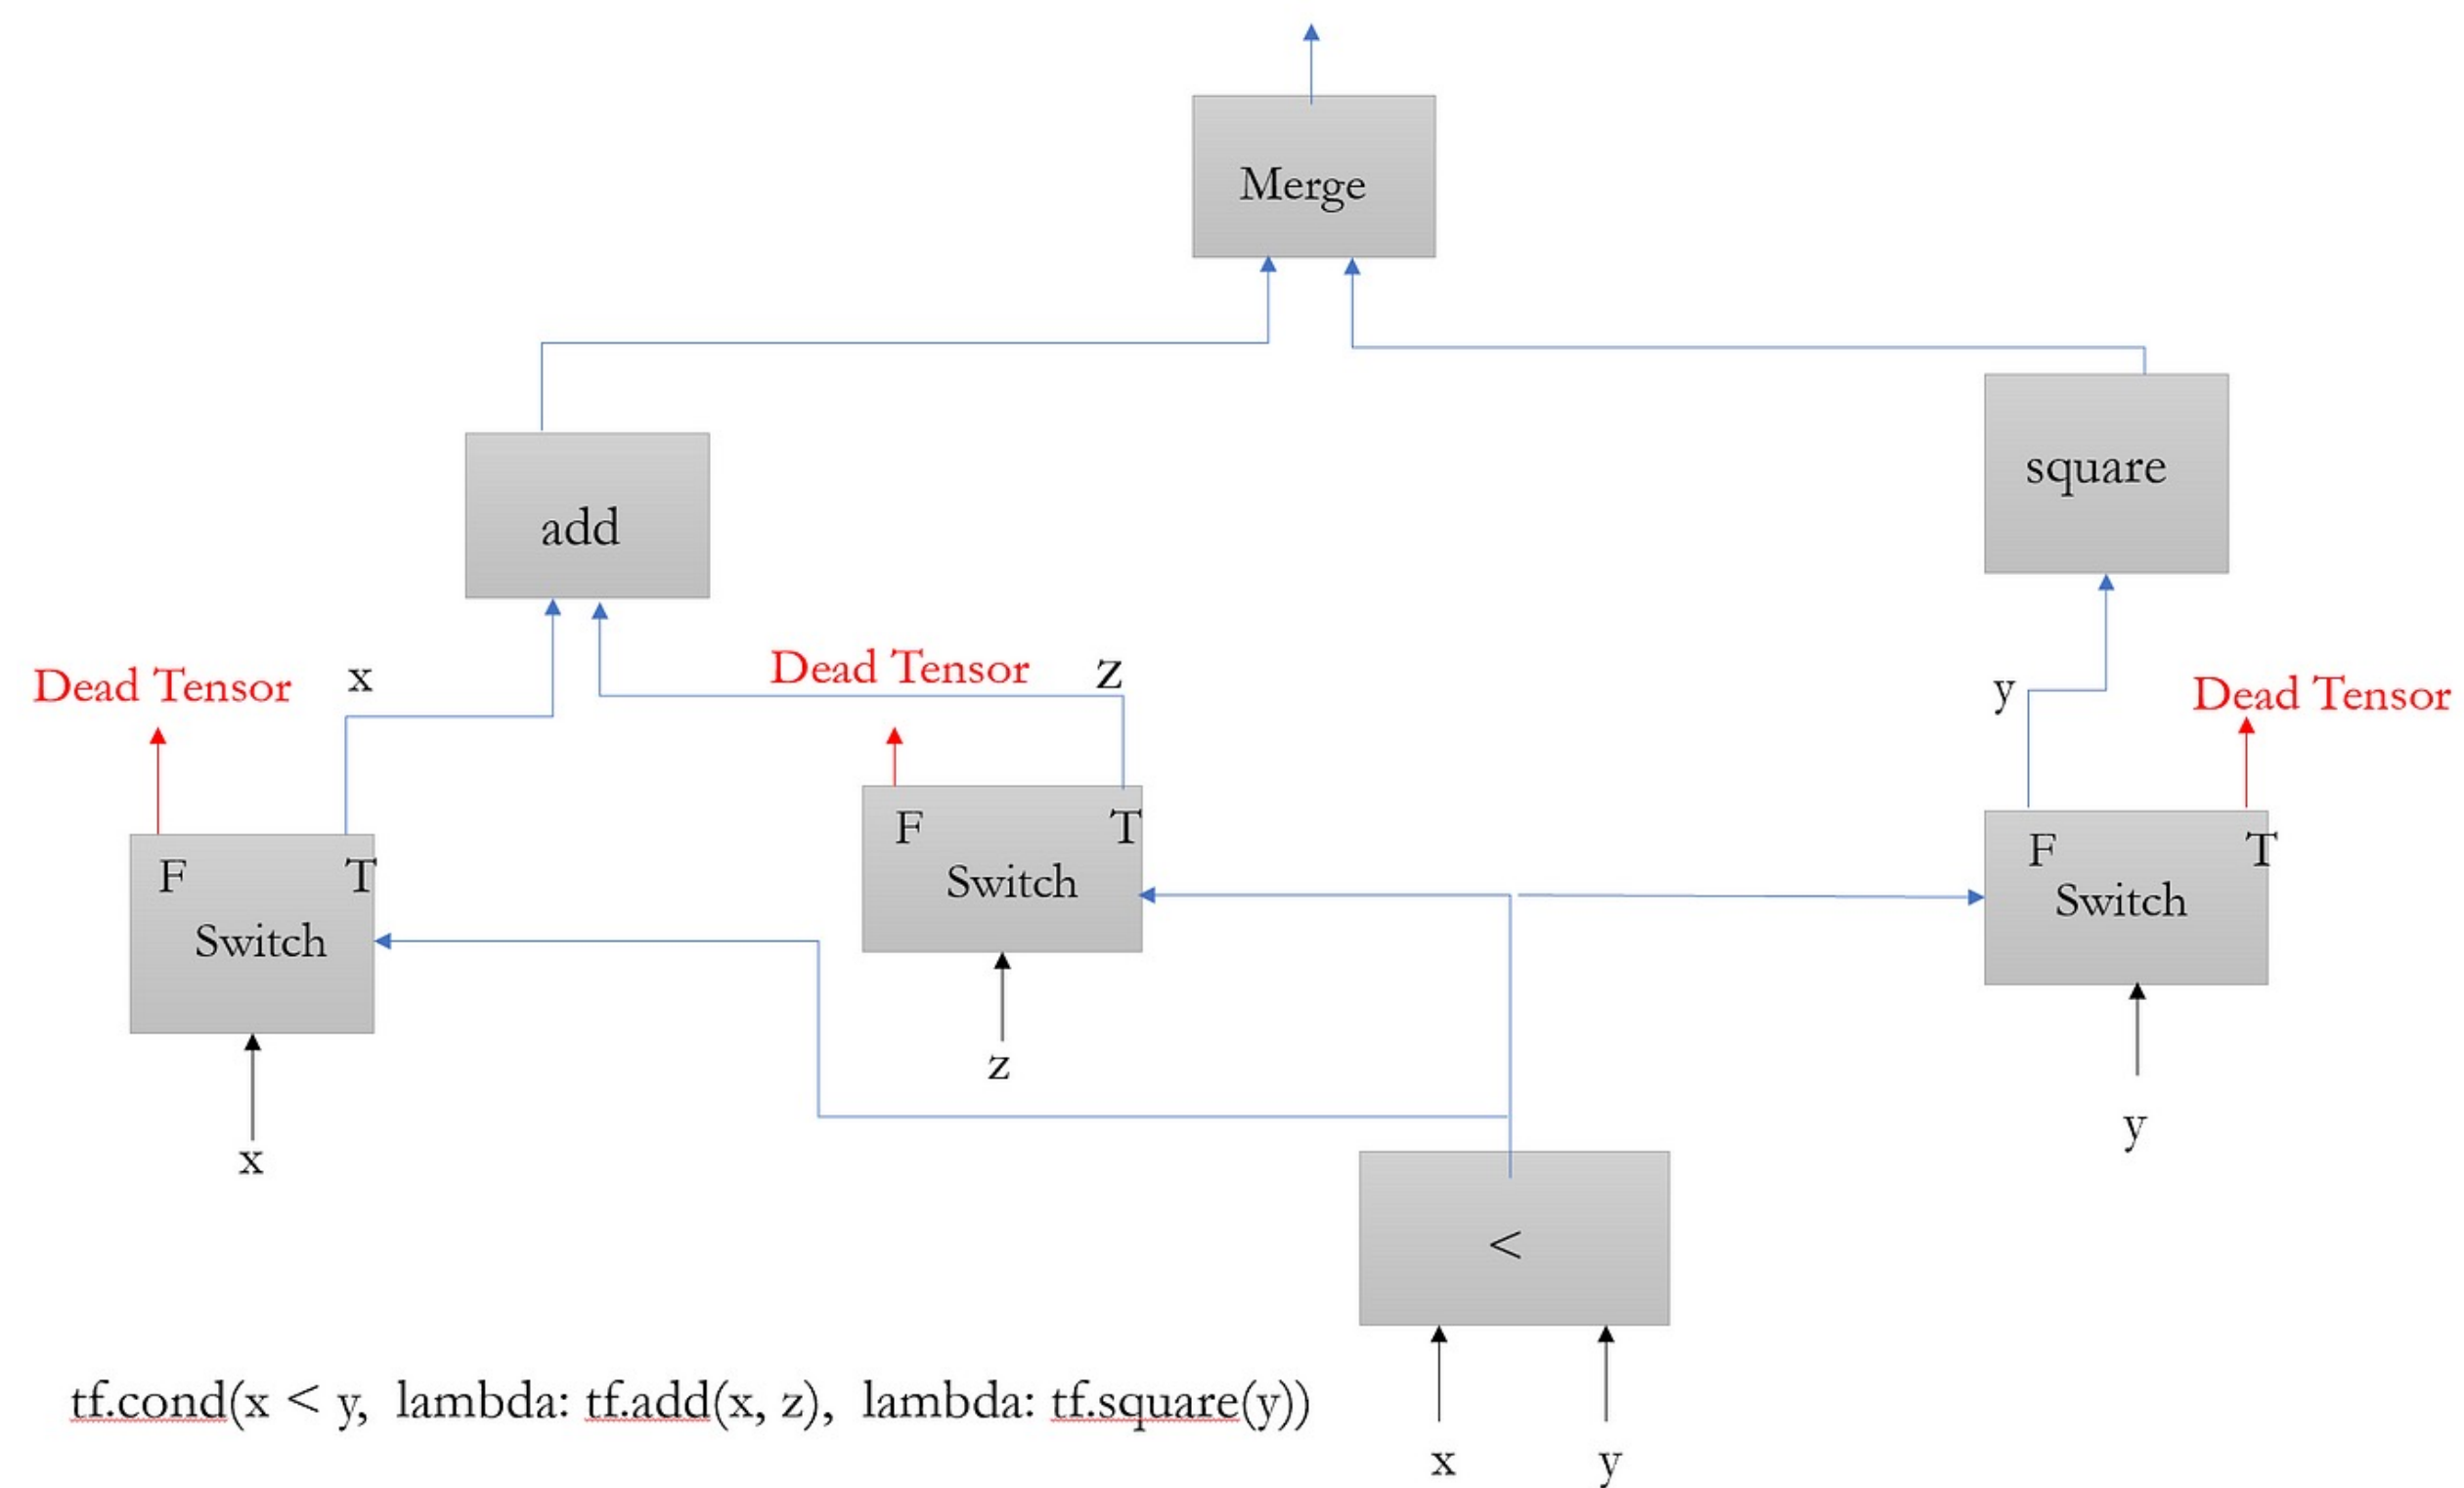 Merge
add
square
Dead Tensor
x
Dead Tensor
z
y
Dead Tensor
F
T
Switch
F
T
Switch
F
T
Switch
x
z
y
<
x
y
tf.cond(x < y, lambda: tf.add(x, z), lambda: tf.square(y))